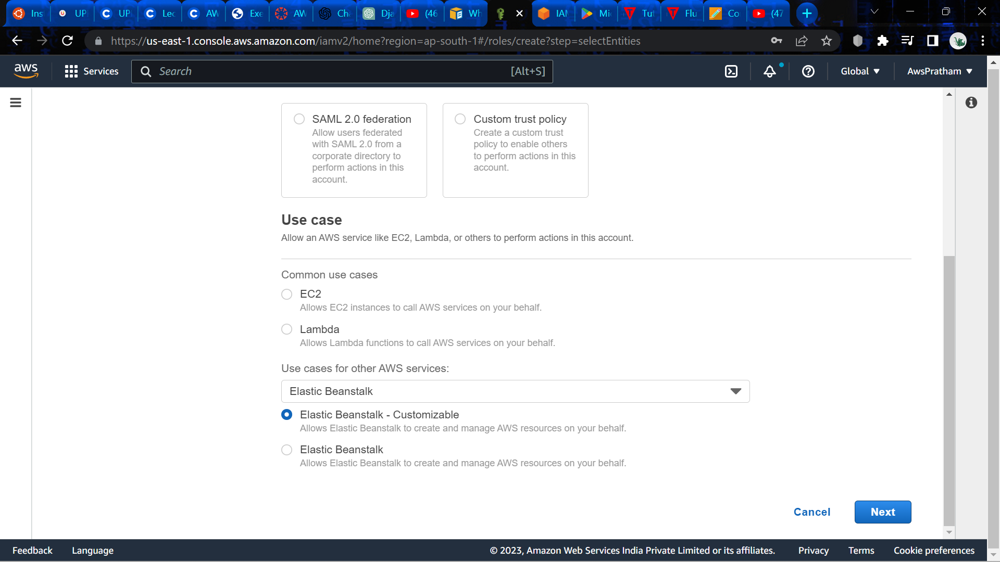 Ins
UPI
UPI
Lec
AW
Exe
AW
Ch
Dja
(46
Wh
IAM
Mi
Tut
Flu
Co
(47
https://us-east-1.console.aws.amazon.com/iamv2/home?region=ap-south-1#/roles/create?step=selectEntities
aws
Services
Search
[Alt+S]
Global
AwsPratham
SAML 2.0 federation
Allow users federated
with SAML 2.0 from a
corporate directory to
perform actions in this
account.
Custom trust policy
Create a custom trust
policy to enable others
to perform actions in this
account.
Use case
Allow an AWS service like EC2, Lambda, or others to perform actions in this account.
Common use cases
EC2
Allows EC2 instances to call AWS services on your behalf.
Lambda
Allows Lambda functions to call AWS services on your behalf.
Use cases for other AWS services:
Elastic Beanstalk
Elastic Beanstalk - Customizable
Allows Elastic Beanstalk to create and manage AWS resources on your behalf.
Elastic Beanstalk
Allows Elastic Beanstalk to create and manage AWS resources on your behalf.
Cancel
Next
Feedback
Language
© 2023, Amazon Web Services India Private Limited or its affiliates.
Privacy
Terms
Cookie preferences